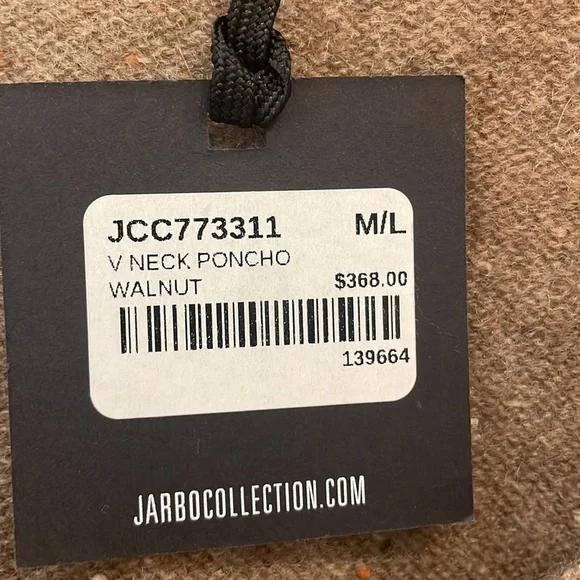 JCC773311 M/L
V NECK PONCHO
WALNUT $368.00
139664
JARBOCOLLECTION.COM